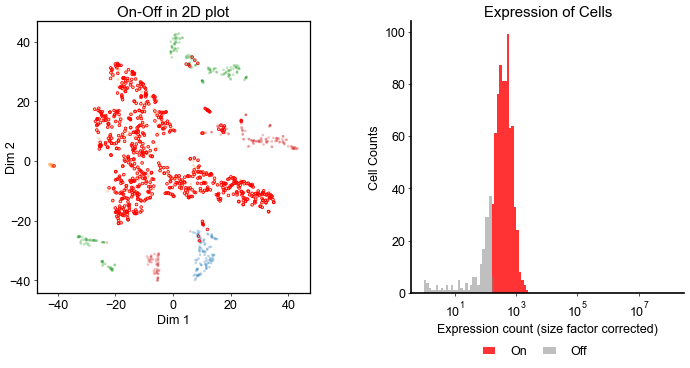 On-Off in 2D plot
40
20
0
−20
−40
Dim 2
−40
−20
0
20
40
Dim 1
Expression of Cells
100
80
60
40
20
0
Cell Counts
10^1
10^3
10^5
10^7
Expression count (size factor corrected)
On
Off